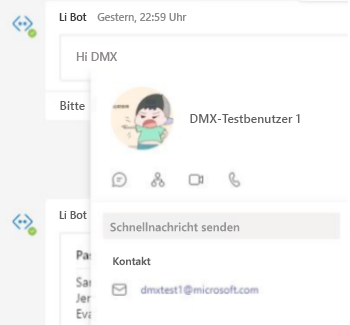 Li Bot Gestern, 22:59 Uhr
Hi DMX
Bitte
DMX-Testbenutzer 1
Schnellnachricht senden
Li Bot
Kontakt
Pa
Sar
Jer
Eva
dmxtest1@microsoft.com